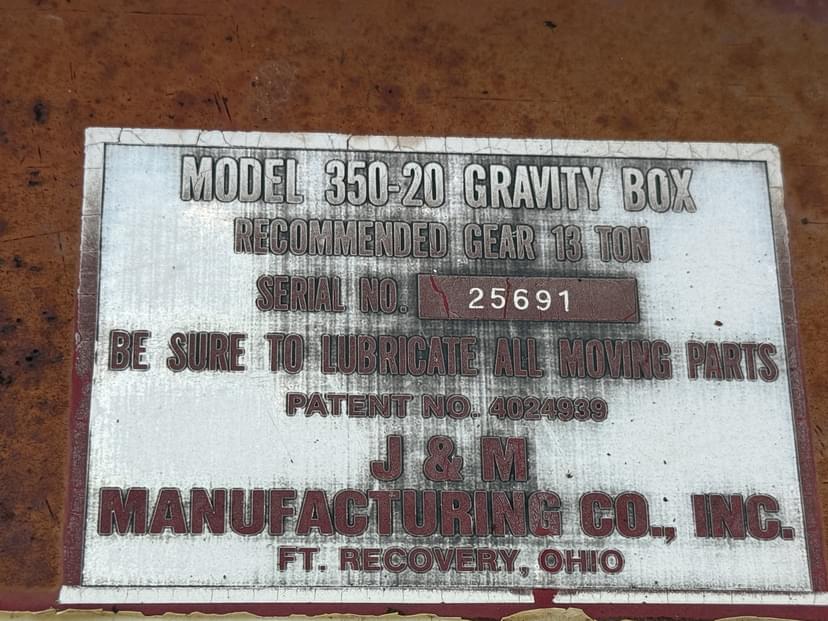 MODEL 350-20 GRAVITY BOX
RECOMMENDED GEAR 13 TON
SERIAL NO. 25691
BE SURE TO LUBRICATE ALL MOVING PARTS
PATENT NO. 4024939
J & M
MANUFACTURING CO., INC.
FT. RECOVERY, OHIO